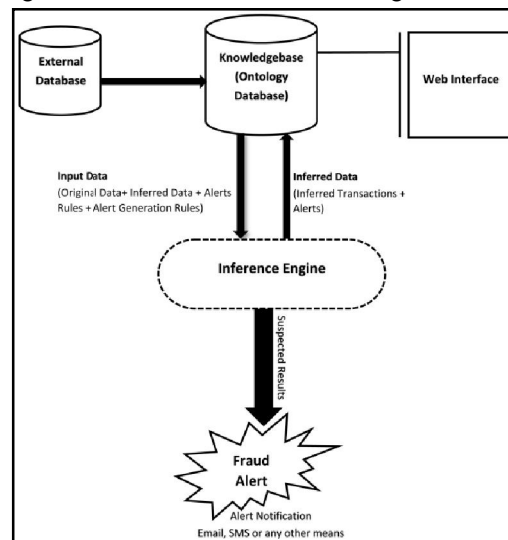 External
Database
Knowledgebase
(Ontology
Database)
Web Interface
Input Data
(Original Data+ Inferred Data + Alerts
Rules +Alert Generation Rules)
Inferred Data
(Inferred Transactions +
Alerts)
Inference Engine
Suspected Results
Fraud
Alert
Alert Notification
Email, SMS or any other means